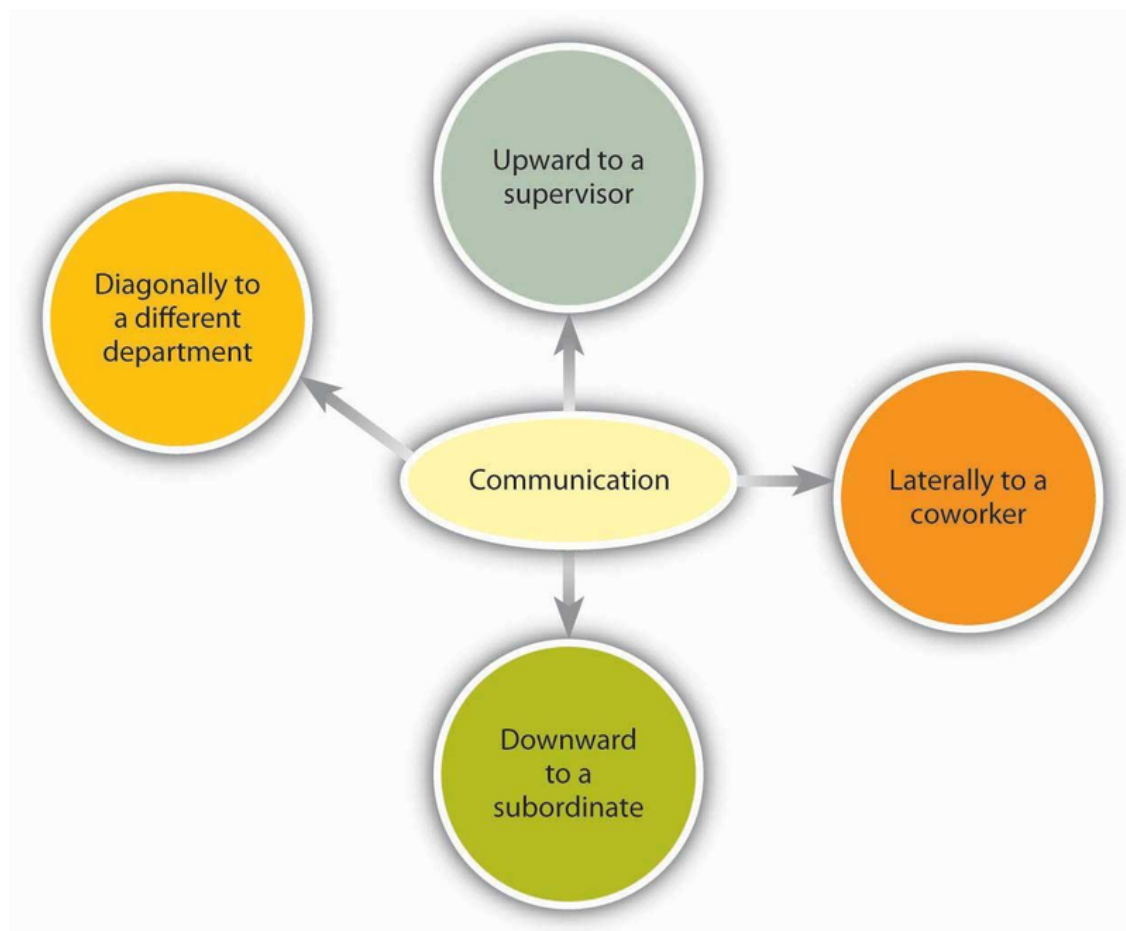 Upward to a
supervisor
Diagonally to
a different
department
Communication
Laterally to a
coworker
Downward
to a
subordinate